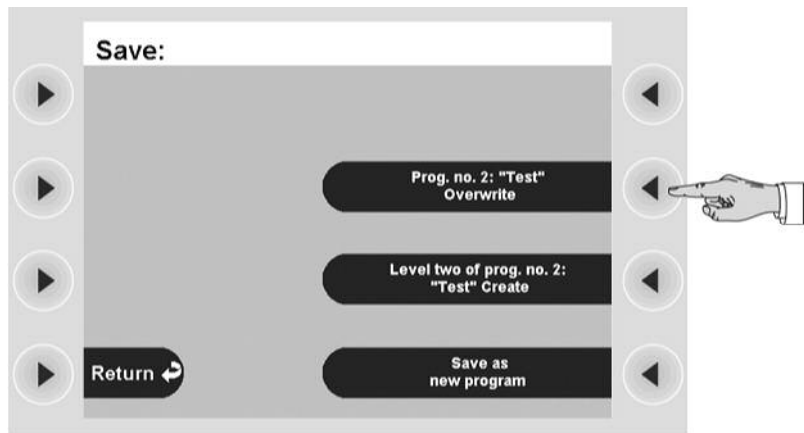 Save:
Prog. no. 2: "Test"
Overwrite
Level two of prog. no. 2:
"Test" Create
Return
Save as
new program